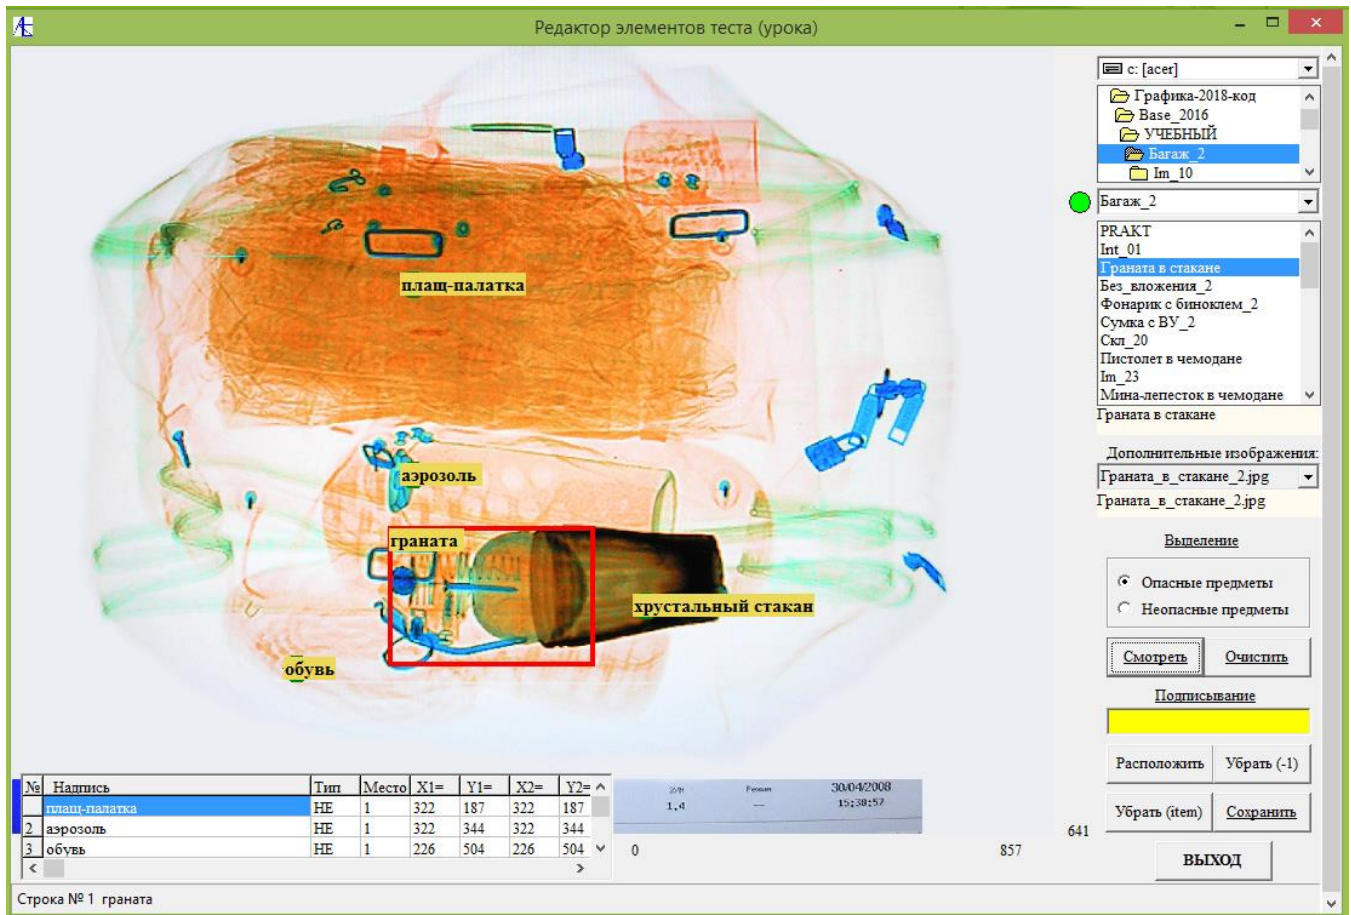 Редактор элементов теста (урока)
c: [acer]
Графика-2018-код
Base_2016
УЧЕБНЫЙ
Багаж_2
Im_10
Багаж_2
PRAKT
Int_01
Граната в стакане
Без_вложения_2
Фонарик с биноклем_2
Сумка с ВУ_2
Скл_20
Пистолет в чемодане
Im_23
Мина-лепесток в чемодане
Граната в стакане
Дополнительные изображения:
Граната_в_стакане_2.jpg
Граната_в_стакане_2.jpg
Выделение
Опасные предметы
Неопасные предметы
Смотреть Очистить
Подписывание
Расположить Убрать (-1)
Убрать (item) Сохранить
ВЫХОД
плащ-палатка
аэрозоль
граната
хрустальный стакан
обувь
№ Надпись Тип Место X1= Y1= X2= Y2=
плащ-палатка НЕ 1 322 187 322 187
2 аэрозоль НЕ 1 322 344 322 344
3 обувь НЕ 1 226 504 226 504
Режим 30/04/2008
1,4 — 15:38:57
641
0 857
Строка № 1 граната